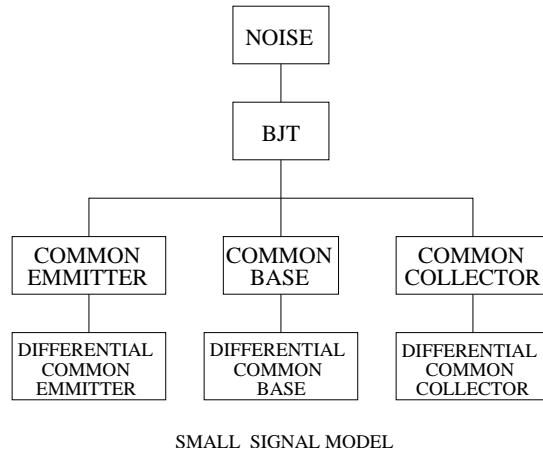 NOISE
BJT
COMMON
EMMITTER
COMMON
BASE
COMMON
COLLECTOR
DIFFERENTIAL
COMMON
EMMITTER
DIFFERENTIAL
COMMON
BASE
DIFFERENTIAL
COMMON
COLLECTOR
SMALL SIGNAL MODEL